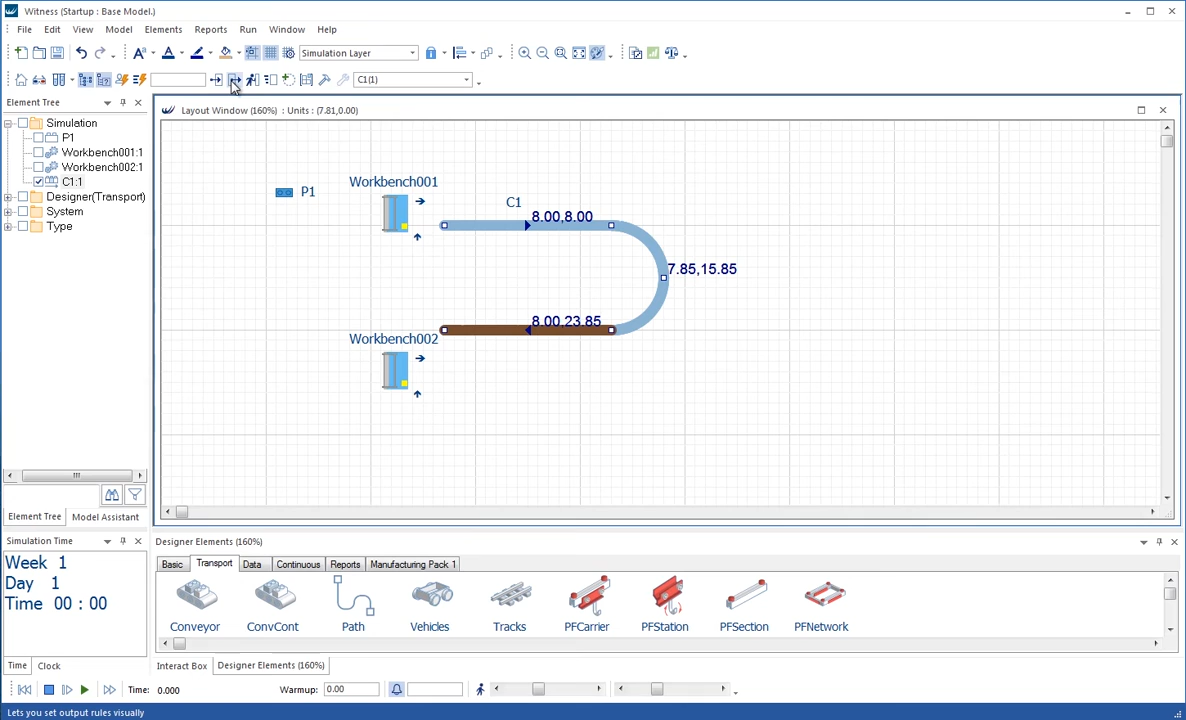 Witness (Startup : Base Model.)
File Edit View Model Elements Reports Run Window Help
Simulation Layer
C1(1)
Element Tree
Layout Window (160%) : Units : (7.81,0.00)
Simulation
P1
Workbench001:1
Workbench002:1
C1:1
Designer(Transport)
System
Type
Workbench001
P1
C1
8.00,8.00
7.85,15.85
8.00,23.85
Workbench002
Element Tree Model Assistant
Simulation Time
Designer Elements (160%)
Week 1
Day 1
Time 00 : 00
Basic Transport Data Continuous Reports Manufacturing Pack 1
Conveyor ConvCont Path Vehicles Tracks PFCarrier PFStation PFSection PFNetwork
Time Clock
Interact Box Designer Elements (160%)
Time: 0.000 Warmup: 0.00
Lets you set output rules visually